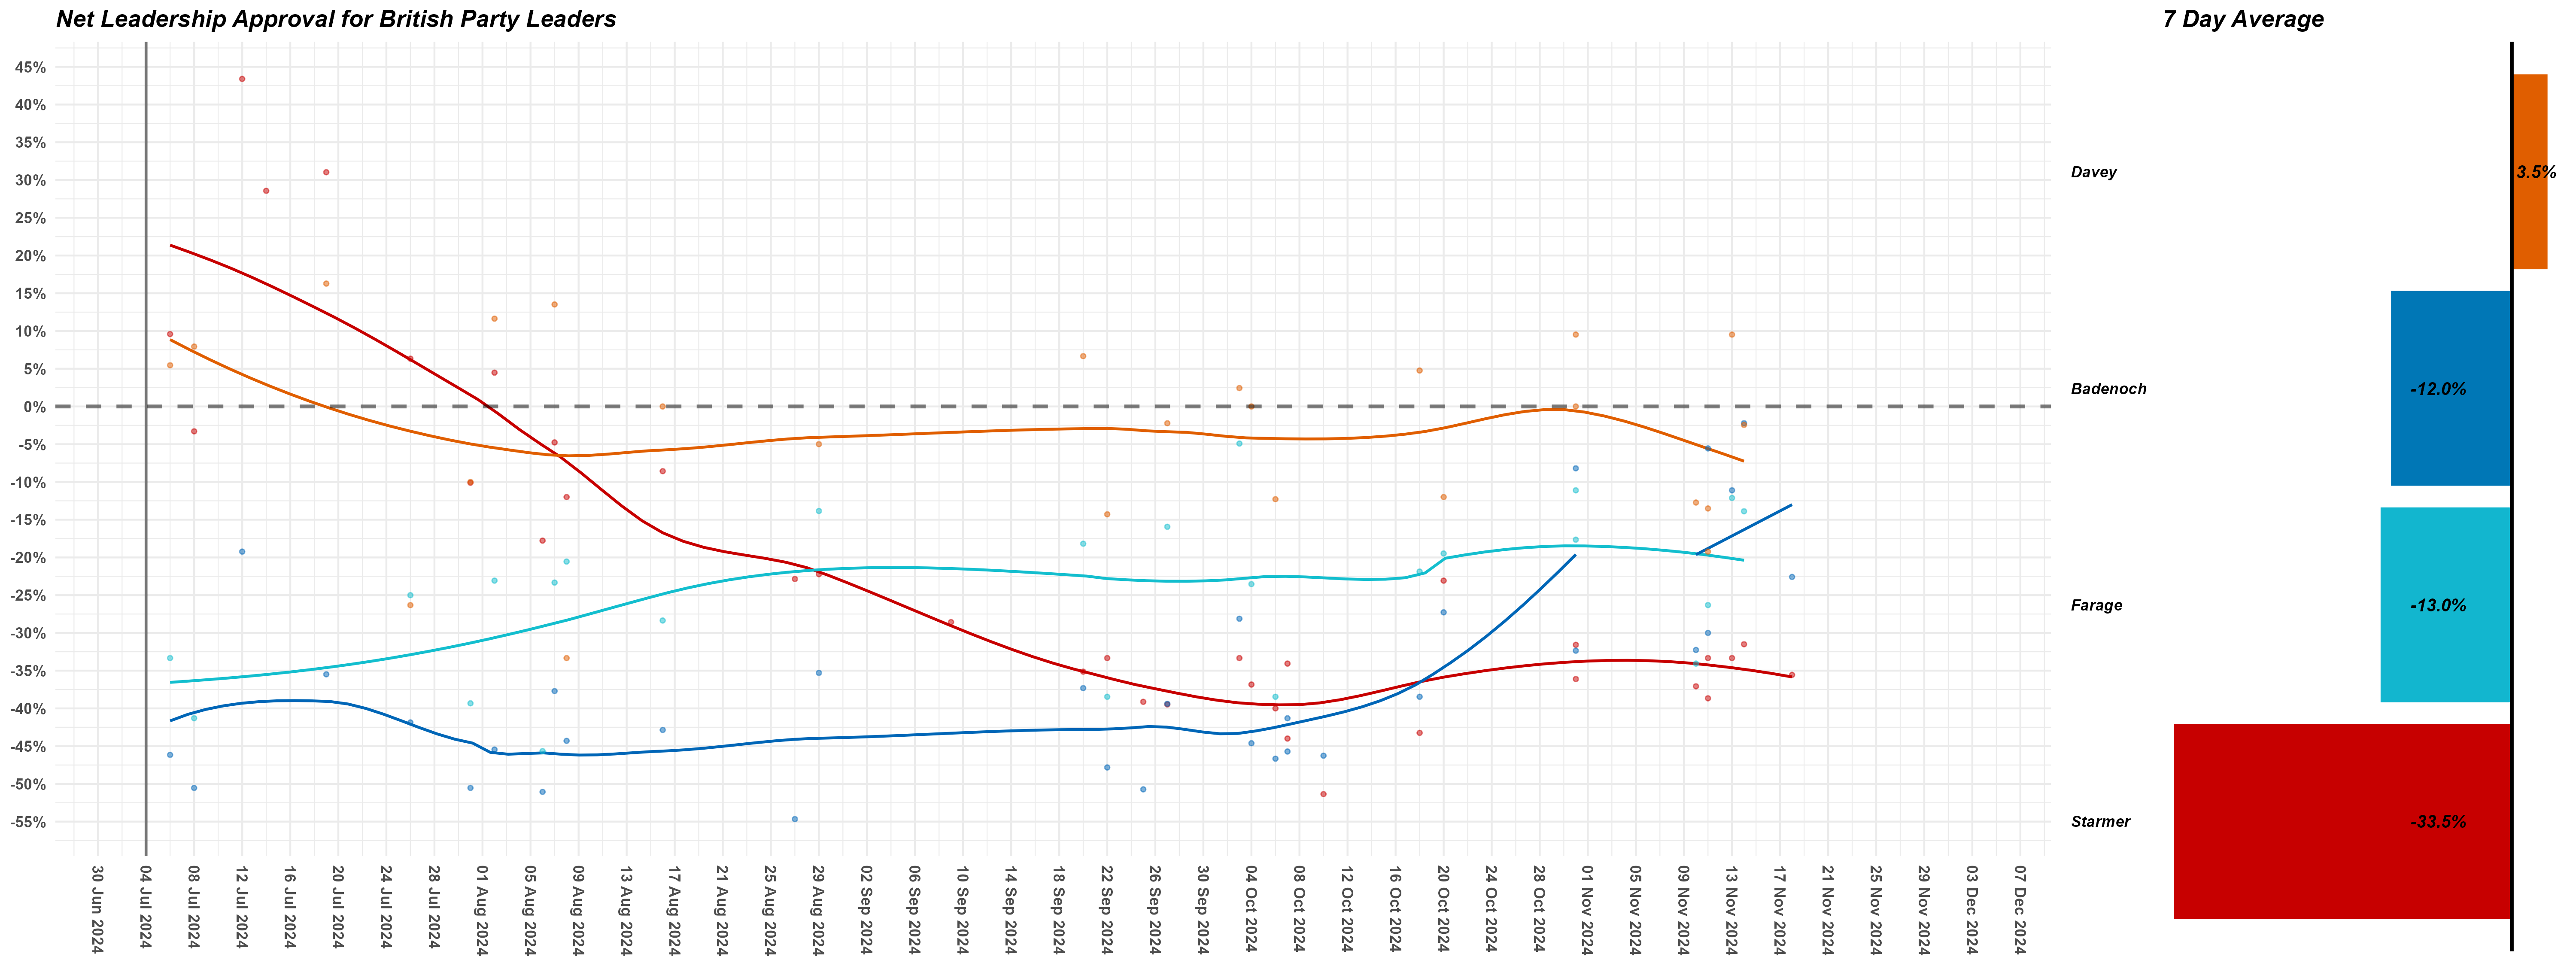 Net Leadership Approval for British Party Leaders
7 Day Average
45%
40%
35%
30%
25%
20%
15%
10%
5%
0%
-5%
-10%
-15%
-20%
-25%
-30%
-35%
-40%
-45%
-50%
-55%
30 Jun 2024
04 Jul 2024
08 Jul 2024
12 Jul 2024
16 Jul 2024
20 Jul 2024
24 Jul 2024
28 Jul 2024
01 Aug 2024
05 Aug 2024
09 Aug 2024
13 Aug 2024
17 Aug 2024
21 Aug 2024
25 Aug 2024
29 Aug 2024
02 Sep 2024
06 Sep 2024
10 Sep 2024
14 Sep 2024
18 Sep 2024
22 Sep 2024
26 Sep 2024
30 Sep 2024
04 Oct 2024
08 Oct 2024
12 Oct 2024
16 Oct 2024
20 Oct 2024
24 Oct 2024
28 Oct 2024
01 Nov 2024
05 Nov 2024
09 Nov 2024
13 Nov 2024
17 Nov 2024
21 Nov 2024
25 Nov 2024
29 Nov 2024
03 Dec 2024
07 Dec 2024
Davey 3.5%
Badenoch -12.0%
Farage -13.0%
Starmer -33.5%